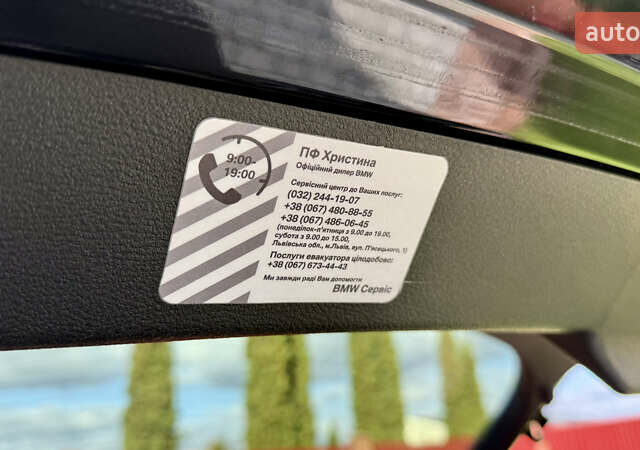 auto
9:00-
19:00
ПФ Христина
Офіційний дилер BMW
Сервісний центр до Ваших послуг:
(032) 244-19-07
+38 (067) 480-88-55
+38 (067) 486-06-45
(понеділок-п'ятниця з 9.00 до 19.00,
субота з 9.00 до 15.00,
Львівська обл., м.Львів, вул. П'ясецького, 1)
Послуги евакуатора цілодобово:
+38 (067) 673-44-43
Ми завжди раді Вам допомогти
BMW Сервіс